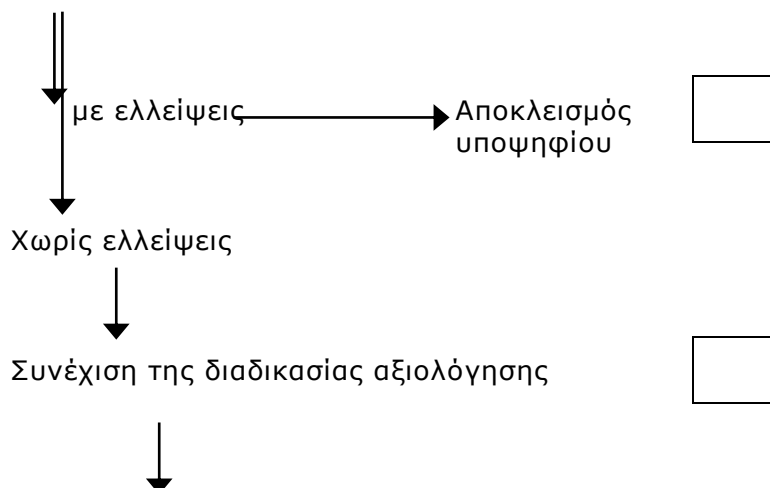 με ελλείψεις
Αποκλεισμός
υποψηφίου
Χωρίς ελλείψεις
Συνέχιση της διαδικασίας αξιολόγησης